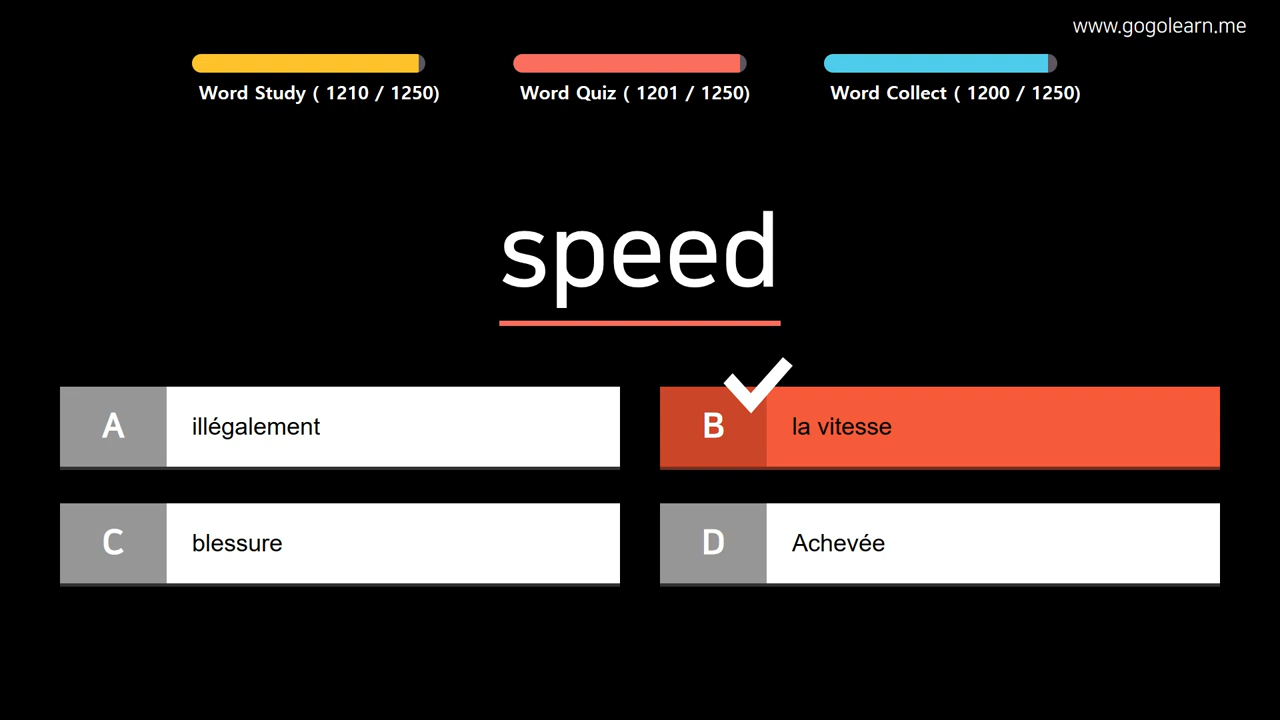 www.gogolearn.me
Word Study ( 1210 / 1250)
Word Quiz ( 1201 / 1250)
Word Collect ( 1200 / 1250)
speed
A illégalement
B la vitesse
C blessure
D Achevée